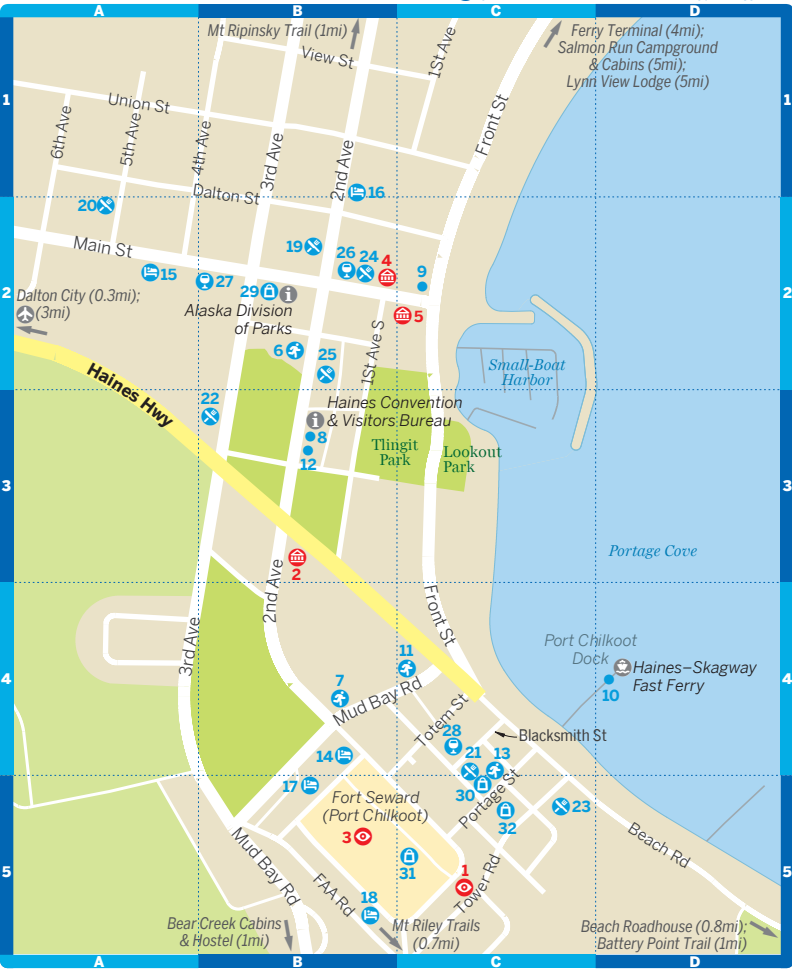 A
B
C
D
Mt Ripinsky Trail (1mi)
View St
1St Ave
Ferry Terminal (4mi);
Salmon Run Campground
& Cabins (5mi);
Lynn View Lodge (5mi)
1
1
Union St
6th Ave
5th Ave
4th Ave
3rd Ave
2nd Ave
Front St
Dalton St
16
20
Main St
19
26
24
4
9
15
27
29
2
2
Dalton City (0.3mi);
(3mi)
Alaska Division
of Parks
5
1St Ave S
6
25
Small-Boat
Harbor
Haines Hwy
22
Haines Convention
& Visitors Bureau
8
12
Tlingit
Park
Lookout
Park
3
3
Portage Cove
2
2nd Ave
Front St
3rd Ave
Port Chilkoot
Dock
Haines–Skagway
Fast Ferry
10
4
4
11
7
Mud Bay Rd
Totem St
Blacksmith St
28
21
13
14
17
30
Portage St
32
23
Fort Seward
(Port Chilkoot)
3
31
Beach Rd
1
Tower Rd
5
5
Mud Bay Rd
FAA Rd
18
Bear Creek Cabins
& Hostel (1mi)
Mt Riley Trails
(0.7mi)
Beach Roadhouse (0.8mi);
Battery Point Trail (1mi)
A
B
C
D